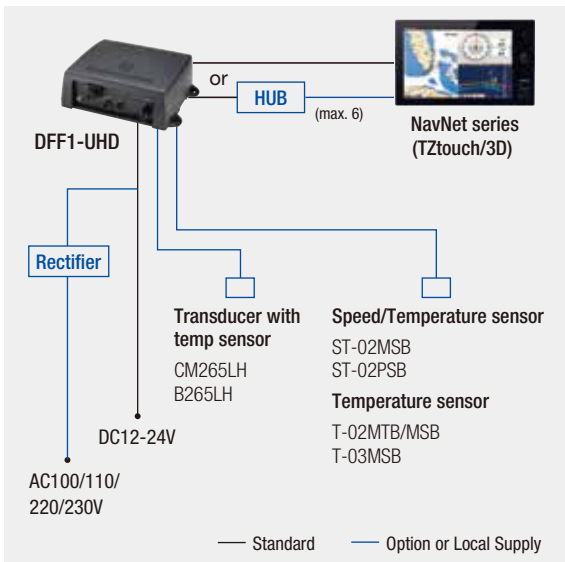 or
HUB
(max. 6)
DFF1-UHD
NavNet series
(TZtouch/3D)
Rectifier
Transducer with
temp sensor
CM265LH
B265LH
Speed/Temperature sensor
ST-02MSB
ST-02PSB
Temperature sensor
T-02MTB/MSB
T-03MSB
DC12-24V
AC100/110/
220/230V
Standard
Option or Local Supply